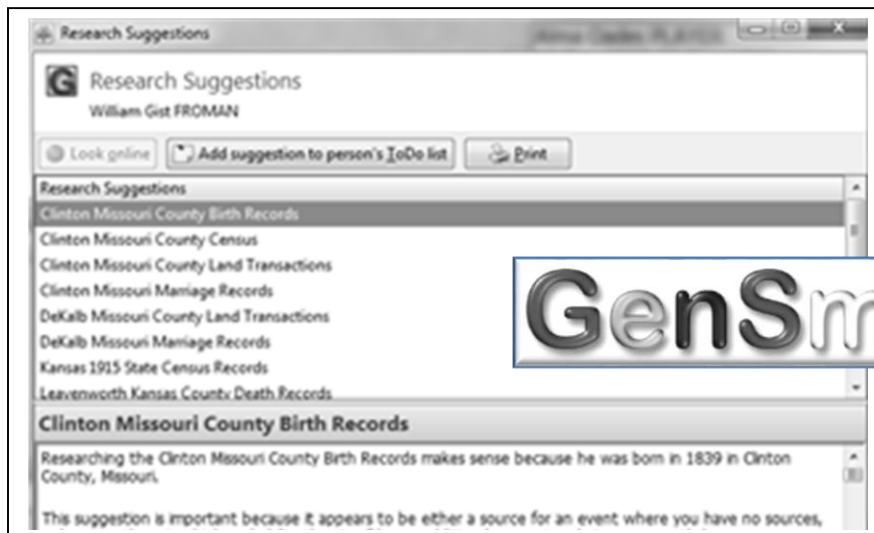 Research Suggestions
Research Suggestions
William Gist FROMAN
Look online Add suggestion to person's ToDo list Print
Research Suggestions
Clinton Missouri County Birth Records
Clinton Missouri County Census
Clinton Missouri County Land Transactions
Clinton Missouri Marriage Records
DeKalb Missouri County Land Transactions
DeKalb Missouri Marriage Records
Kansas 1915 State Census Records
Leavenworth Kansas County Death Records
GenSm
Clinton Missouri County Birth Records
Researching the Clinton Missouri County Birth Records makes sense because he was born in 1839 in Clinton
County, Missouri.
This suggestion is important because it appears to be either a source for an event where you have no sources,